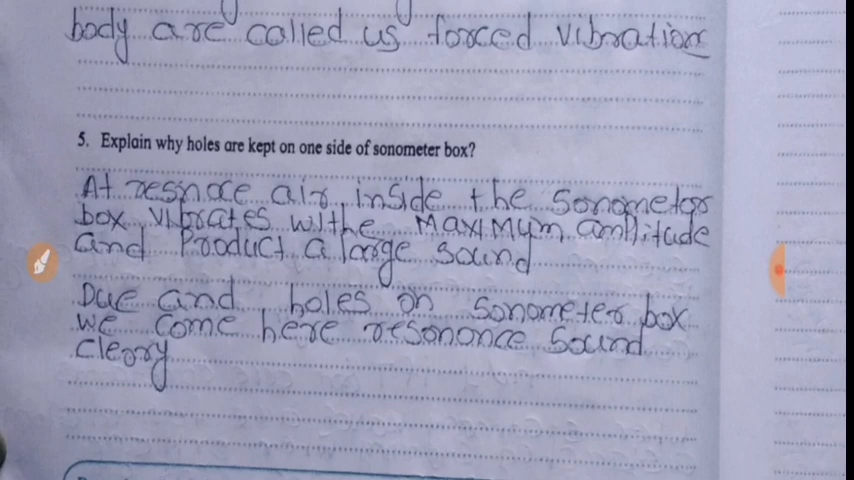 body are called us forced vibration
5. Explain why holes are kept on one side of sonometer box?
At resnace air inside the sonometer
box vibrates withe maximum amplitude
and Product a large sound
Due and holes on sonometer box
we come here resononce sound
cleory